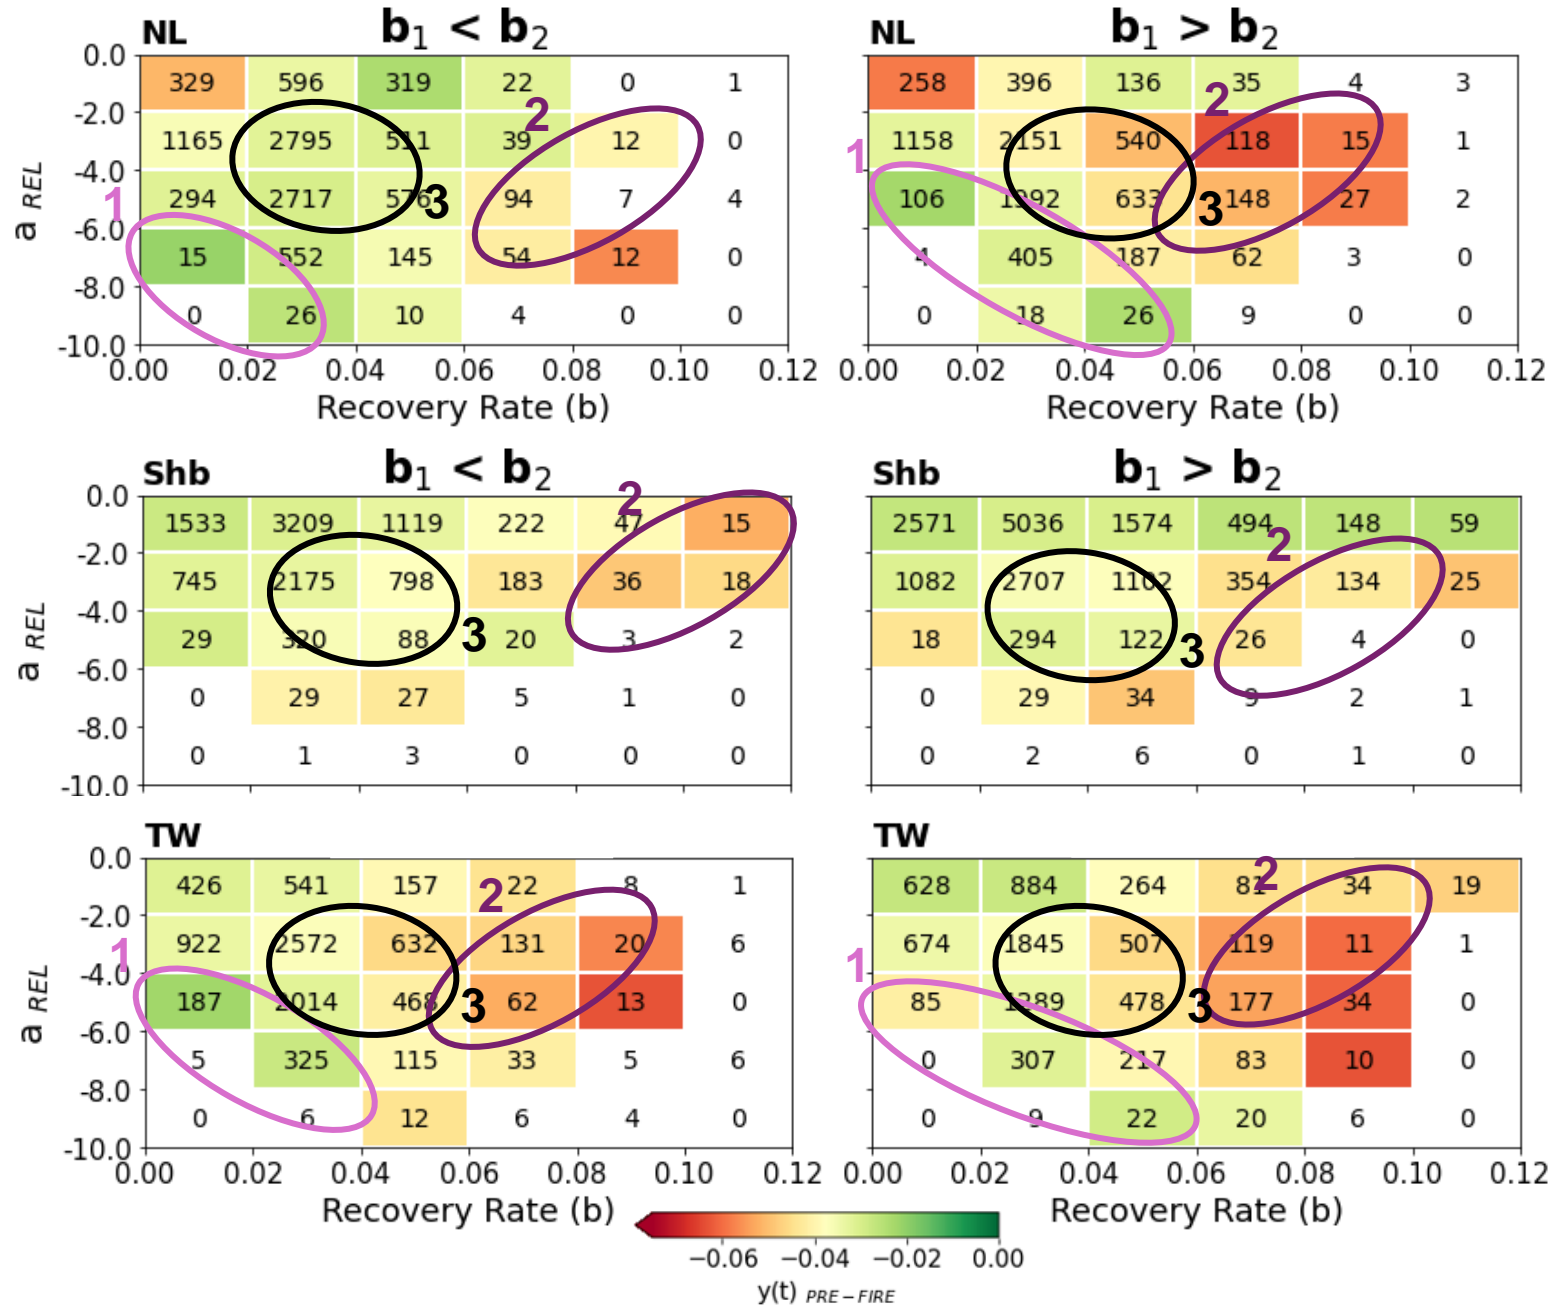 NL b₁ < b₂
0.0 329 596 319 22 0 1
-2.0 2
1165 2795 511 39 12 0
-4.0
1 294 2717 576 3 94 7 4
-6.0
15 552 145 54 12 0
-8.0
0 26 10 4 0 0
-10.0
0.00 0.02 0.04 0.06 0.08 0.10 0.12
Recovery Rate (b)
a REL
NL b₁ > b₂
258 396 136 35 4 3
2
1 1158 2151 540 118 15 1
106 1992 633 3 148 27 2
4 405 187 62 3 0
0 18 26 9 0 0
0.00 0.02 0.04 0.06 0.08 0.10 0.12
Recovery Rate (b)
Shb b₁ < b₂
0.0 2
1533 3209 1119 222 47 15
-2.0
745 2175 798 183 36 18
-4.0
29 320 88 3 20 3 2
-6.0
0 29 27 5 1 0
-8.0
0 1 3 0 0 0
-10.0
a REL
Shb b₁ > b₂
2571 5036 1574 494 148 59
2
1082 2707 1102 354 134 25
18 294 122 3 26 4 0
0 29 34 9 2 1
0 2 6 0 1 0
TW
0.0
426 541 157 2 22 8 1
-2.0
1 922 2572 632 131 20 6
-4.0
187 2014 468 3 62 13 0
-6.0
5 325 115 33 5 6
-8.0
0 6 12 6 4 0
-10.0
0.00 0.02 0.04 0.06 0.08 0.10 0.12
Recovery Rate (b)
a REL
TW
628 884 264 2 34 19
1 674 1845 507 119 11 1
85 1289 478 3 177 34 0
0 307 217 83 10 0
0 9 22 20 6 0
0.00 0.02 0.04 0.06 0.08 0.10 0.12
Recovery Rate (b)
−0.06 −0.04 −0.02 0.00
y(t) PRE−FIRE